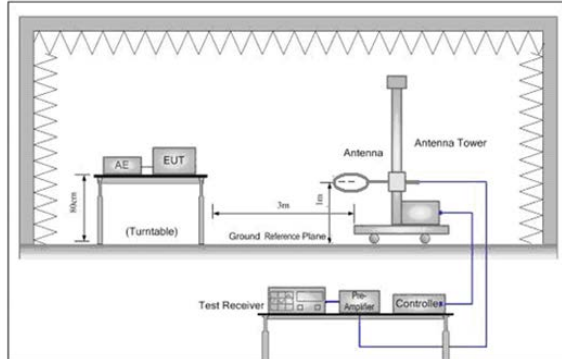 Antenna
Antenna Tower
AE
EUT
80cm
3m
1m
(Turntable)
Ground Reference Plane
Test Receiver
Pre-
Amplifier
Controller